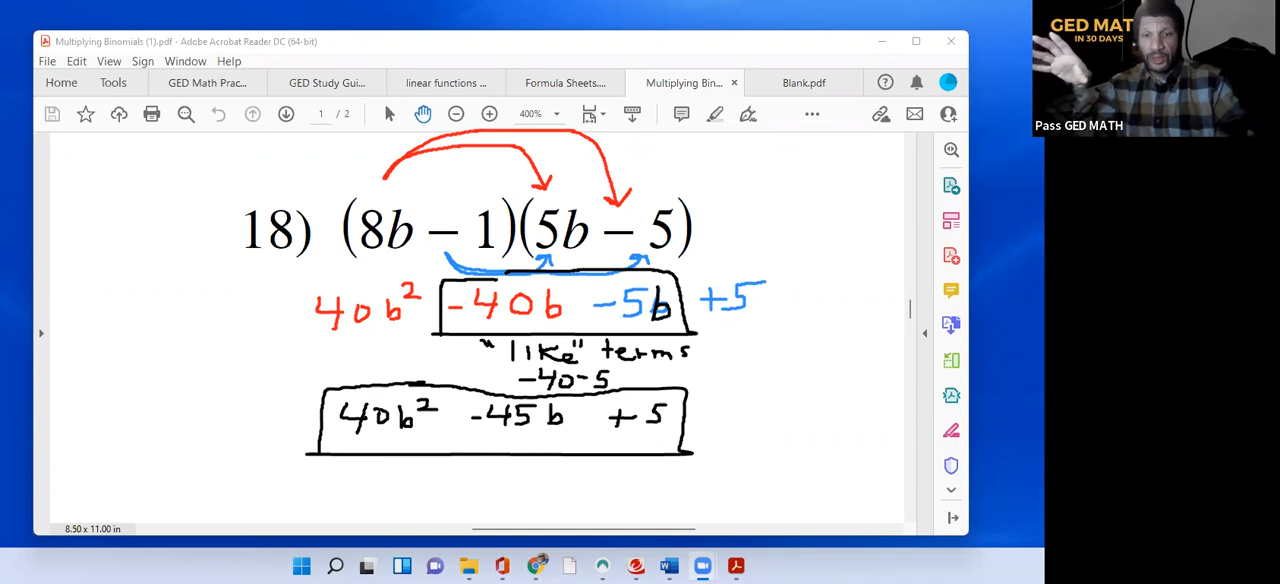 Multiplying Binomials (1).pdf - Adobe Acrobat Reader DC (64-bit)
File Edit View Sign Window Help
Home Tools GED Math Prac... GED Study Gui... linear functions ... Formula Sheets.... Multiplying Bin... × Blank.pdf
1 / 2 400%
18) (8b − 1)(5b − 5)
40b² -40b -5b +5
"like" terms
-40-5
40b² -45b +5
8.50 x 11.00 in
GED MAT
IN 30 DAYS
Pass GED MATH